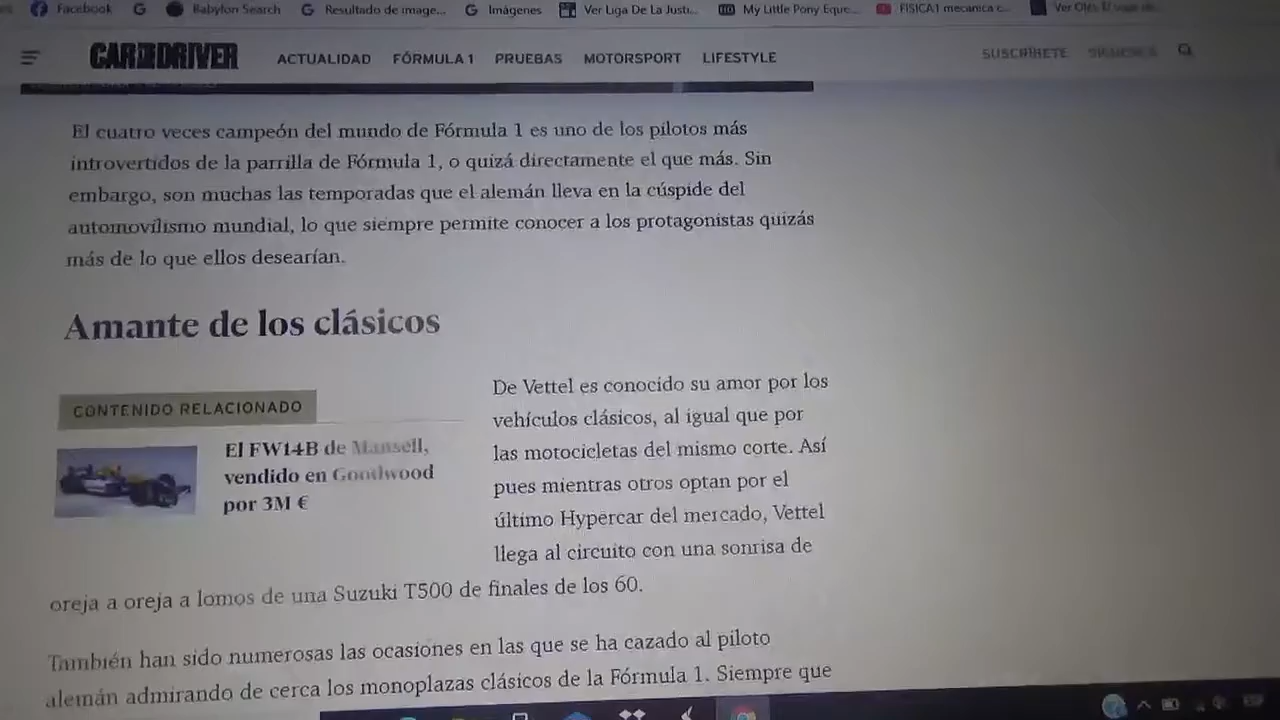 Facebook
Babylon Search
Resultado de image...
Imágenes
Ver Liga De La Justi...
My Little Pony Eque...
FISICA1 mecanica c...
CAR AND DRIVER
ACTUALIDAD
FÓRMULA 1
PRUEBAS
MOTORSPORT
LIFESTYLE
SUSCRÍBETE
El cuatro veces campeón del mundo de Fórmula 1 es uno de los pilotos más
introvertidos de la parrilla de Fórmula 1, o quizá directamente el que más. Sin
embargo, son muchas las temporadas que el alemán lleva en la cúspide del
automovilismo mundial, lo que siempre permite conocer a los protagonistas quizás
más de lo que ellos desearían.
Amante de los clásicos
CONTENIDO RELACIONADO
El FW14B de Mansell,
vendido en Goodwood
por 3M €
De Vettel es conocido su amor por los
vehículos clásicos, al igual que por
las motocicletas del mismo corte. Así
pues mientras otros optan por el
último Hypercar del mercado, Vettel
llega al circuito con una sonrisa de
oreja a oreja a lomos de una Suzuki T500 de finales de los 60.
También han sido numerosas las ocasiones en las que se ha cazado al piloto
alemán admirando de cerca los monoplazas clásicos de la Fórmula 1. Siempre que